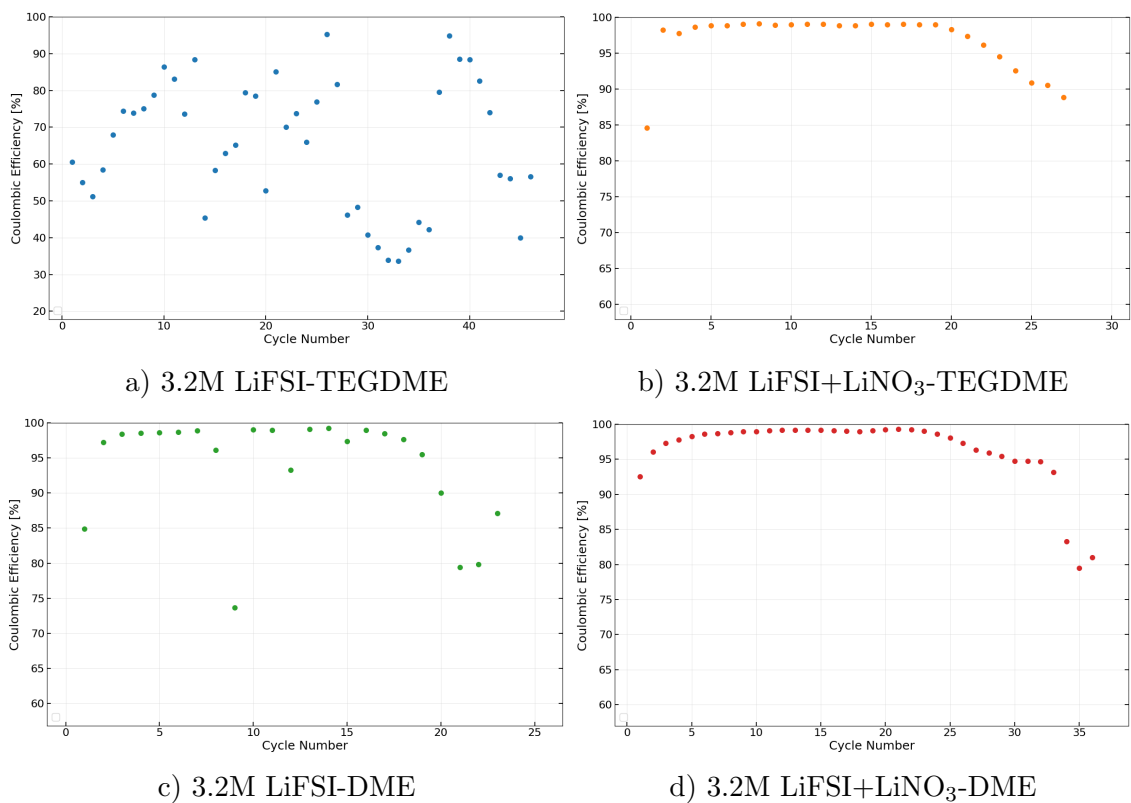 Coulombic Efficiency [%]
100
90
80
70
60
50
40
30
20
0 10 20 30 40
Cycle Number
a) 3.2M LiFSI-TEGDME
Coulombic Efficiency [%]
100
95
90
85
80
75
70
65
60
0 5 10 15 20 25 30
Cycle Number
b) 3.2M LiFSI+LiNO₃-TEGDME
Coulombic Efficiency [%]
100
95
90
85
80
75
70
65
60
0 5 10 15 20 25
Cycle Number
c) 3.2M LiFSI-DME
Coulombic Efficiency [%]
100
95
90
85
80
75
70
65
60
0 5 10 15 20 25 30 35
Cycle Number
d) 3.2M LiFSI+LiNO₃-DME